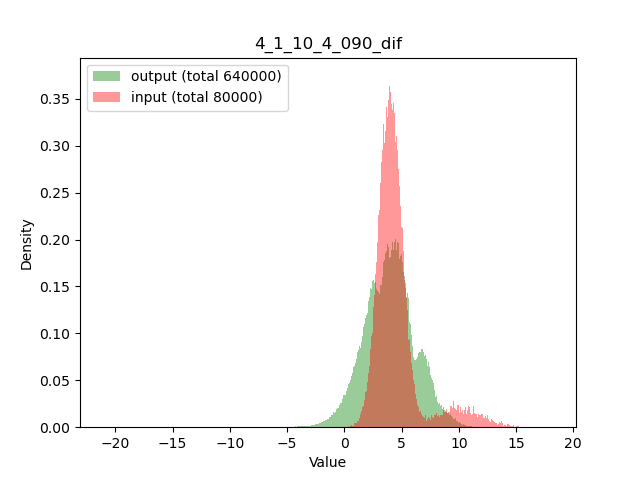 4_1_10_4_090_dif
output (total 640000)
input (total 80000)
0.35
0.30
0.25
0.20
0.15
0.10
0.05
0.00
Density
−20 −15 −10 −5 0 5 10 15 20
Value